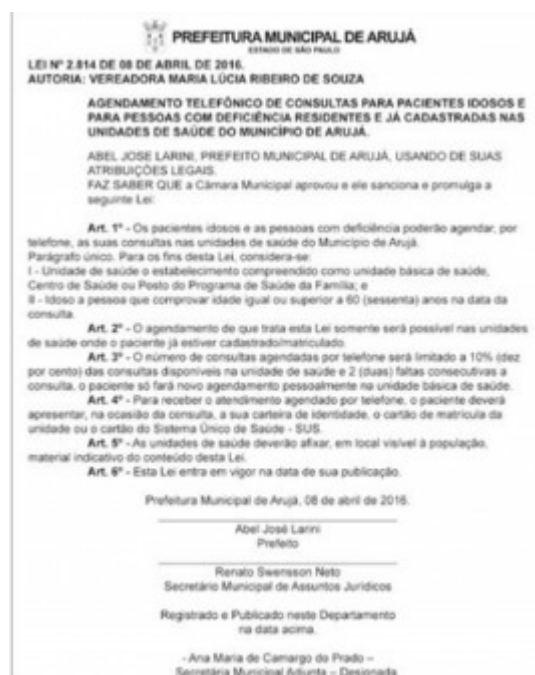 PREFEITURA MUNICIPAL DE ARUJÁ
ESTADO DE SÃO PAULO
LEI Nº 2.814 DE 08 DE ABRIL DE 2016.
AUTORIA: VEREADORA MARIA LÚCIA RIBEIRO DE SOUZA
AGENDAMENTO TELEFÔNICO DE CONSULTAS PARA PACIENTES IDOSOS E
PARA PESSOAS COM DEFICIÊNCIA RESIDENTES E JÁ CADASTRADAS NAS
UNIDADES DE SAÚDE DO MUNICÍPIO DE ARUJÁ.
ABEL JOSE LARINI, PREFEITO MUNICIPAL DE ARUJÁ, USANDO DE SUAS
ATRIBUIÇÕES LEGAIS.
FAZ SABER QUE a Câmara Municipal aprovou e ele sanciona e promulga a
seguinte Lei:
Art. 1º - Os pacientes idosos e as pessoas com deficiência poderão agendar, por
telefone, as suas consultas nas unidades de saúde do Município de Arujá.
Parágrafo único. Para os fins desta Lei, considera-se:
I - Unidade de saúde o estabelecimento compreendido como unidade básica de saúde,
Centro de Saúde ou Posto do Programa de Saúde da Família; e
II - Idoso a pessoa que comprovar idade igual ou superior a 60 (sessenta) anos na data da
consulta.
Art. 2º - O agendamento de que trata esta Lei somente será possível nas unidades
de saúde onde o paciente já estiver cadastrado/matriculado.
Art. 3º - O número de consultas agendadas por telefone será limitado a 10% (dez
por cento) das consultas disponíveis na unidade de saúde e 2 (duas) faltas consecutivas a
consulta, o paciente só fará novo agendamento pessoalmente na unidade básica de saúde.
Art. 4º - Para receber o atendimento agendado por telefone, o paciente deverá
apresentar, na ocasião da consulta, a sua carteira de identidade, o cartão de matrícula da
unidade ou o cartão do Sistema Único de Saúde - SUS.
Art. 5º - As unidades de saúde deverão afixar, em local visível à população,
material indicativo do conteúdo desta Lei.
Art. 6º - Esta Lei entra em vigor na data de sua publicação.
Prefeitura Municipal de Arujá, 08 de abril de 2016.
Abel José Larini
Prefeito
Renato Swensson Neto
Secretário Municipal de Assuntos Jurídicos
Registrado e Publicado neste Departamento
na data acima.
- Ana Maria de Camargo do Prado –
Secretária Municipal Adjunta – Designada